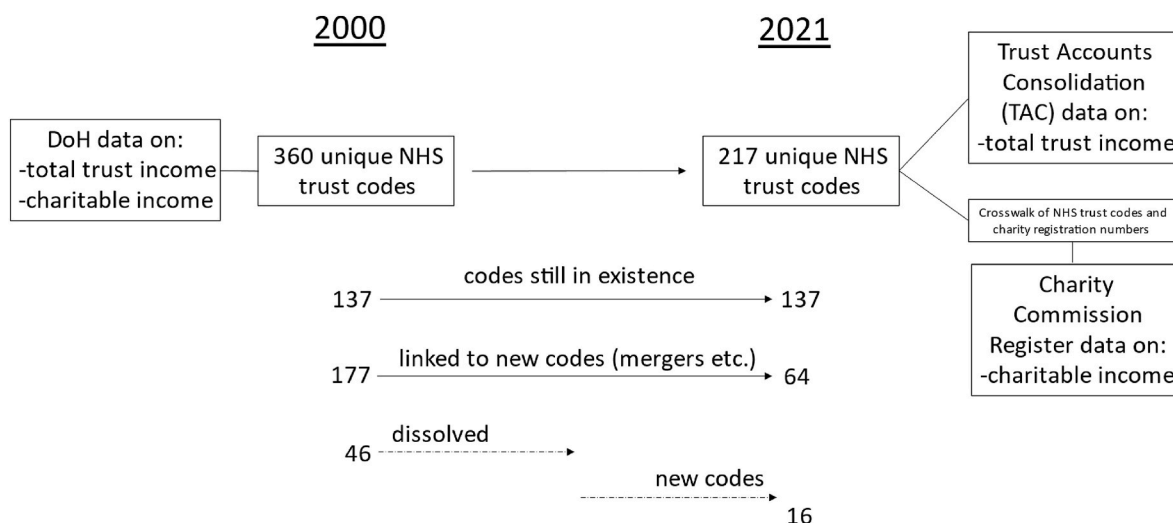 2000
2021
DoH data on:
-total trust income
-charitable income
360 unique NHS
trust codes
217 unique NHS
trust codes
Trust Accounts
Consolidation
(TAC) data on:
-total trust income
Crosswalk of NHS trust codes and
charity registration numbers
Charity
Commission
Register data on:
-charitable income
codes still in existence
137
137
linked to new codes (mergers etc.)
177
64
dissolved
46
new codes
16